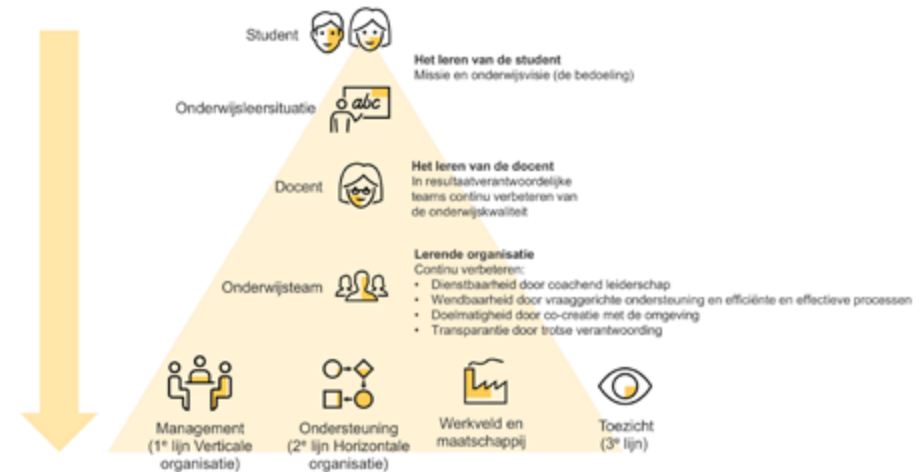 Student
Het leren van de student
Missie en onderwijsvisie (de bedoeling)
Onderwijsleersituatie
abc
Het leren van de docent
In resultaatverantwoordelijke
teams continu verbeteren van
de onderwijskwaliteit
Docent
Lerende organisatie
Continu verbeteren:
• Dienstbaarheid door coachend leiderschap
• Wendbaarheid door vraaggerichte ondersteuning en efficiënte en effectieve processen
• Doelmatigheid door co-creatie met de omgeving
• Transparantie door trotse verantwoording
Onderwijsteam
Management
(1e lijn Verticale
organisatie)
Ondersteuning
(2e lijn Horizontale
organisatie)
Werkveld en
maatschappij
Toezicht
(3e lijn)